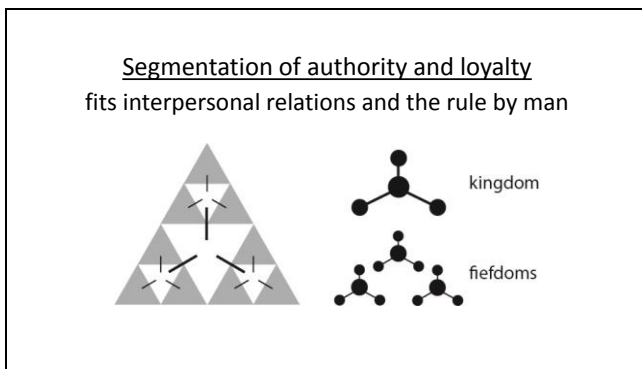 Segmentation of authority and loyalty
fits interpersonal relations and the rule by man
kingdom
fiefdoms